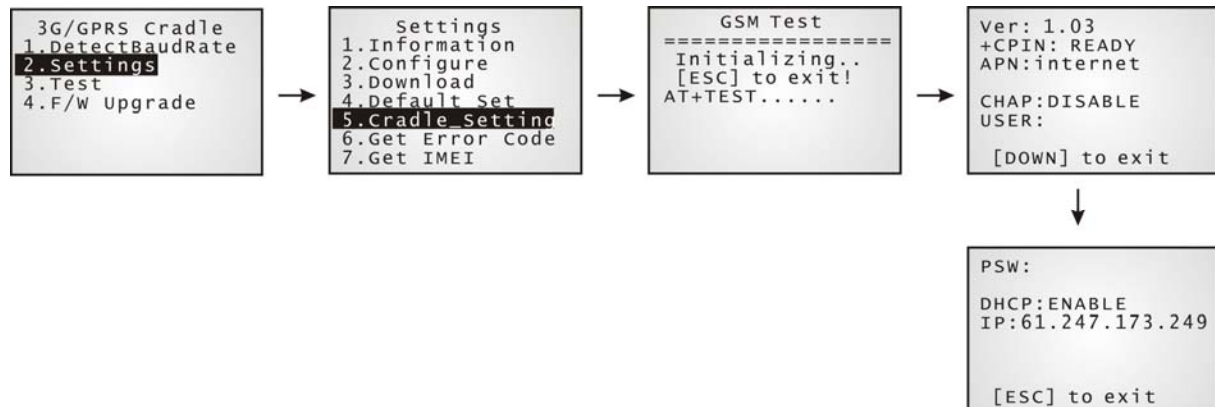 3G/GPRS Cradle
1.DetectBaudRate
2.Settings
3.Test
4.F/W Upgrade
Settings
1.Information
2.Configure
3.Download
4.Default Set
5.Cradle_Setting
6.Get Error Code
7.Get IMEI
GSM Test
================
Initializing..
[ESC] to exit!
AT+TEST......
Ver: 1.03
+CPIN: READY
APN:internet
CHAP:DISABLE
USER:
[DOWN] to exit
PSW:
DHCP:ENABLE
IP:61.247.173.249
[ESC] to exit